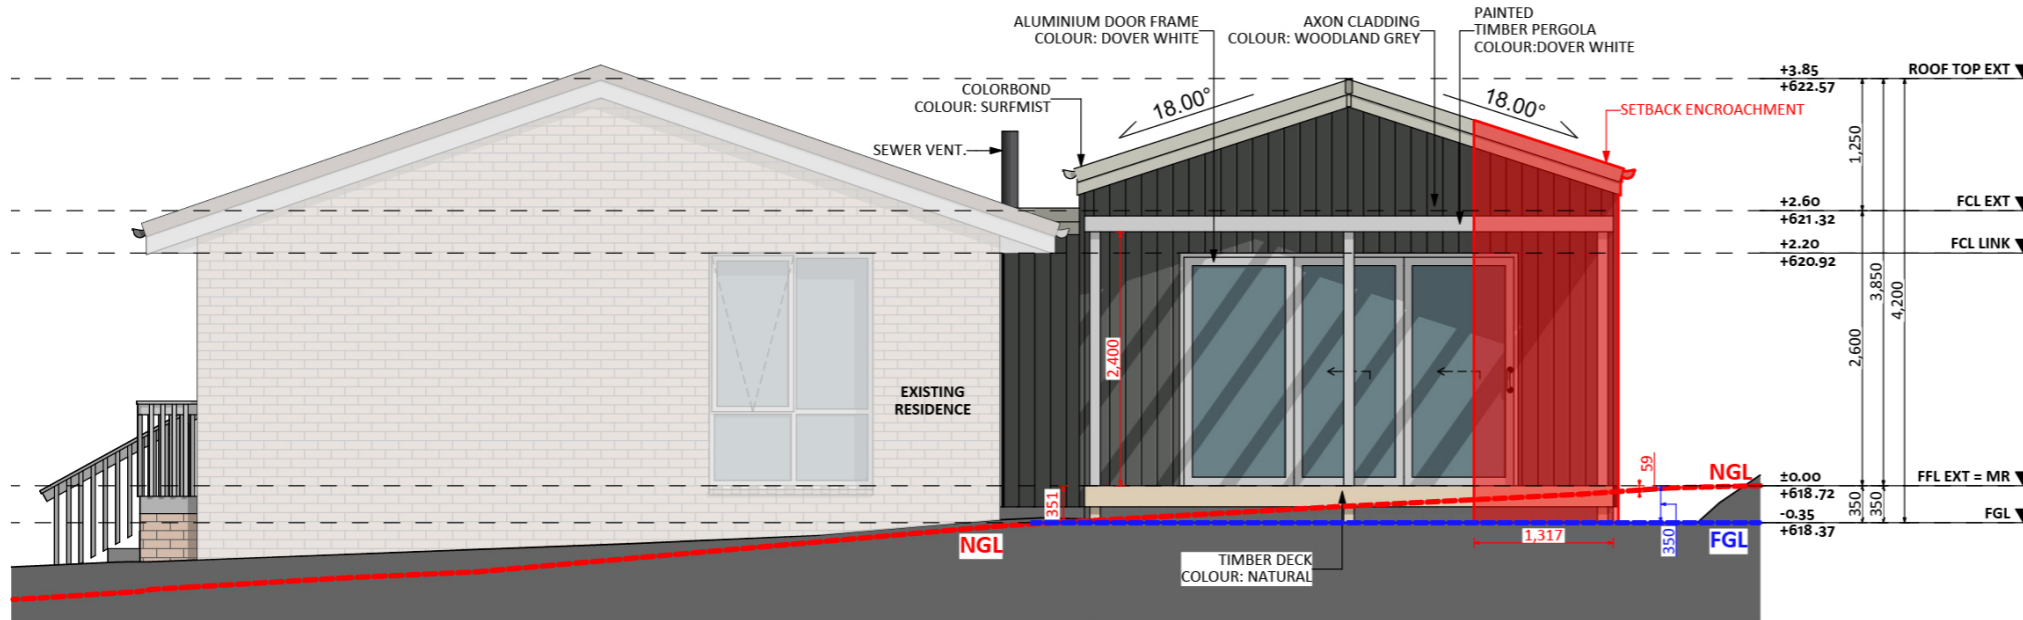 ALUMINIUM DOOR FRAME
COLOUR: DOVER WHITE
AXON CLADDING
COLOUR: WOODLAND GREY
PAINTED
TIMBER PERGOLA
COLOUR:DOVER WHITE
+3.85
+622.57
ROOF TOP EXT
COLORBOND
COLOUR: SURFMIST
18.00°
18.00°
SETBACK ENCROACHMENT
SEWER VENT.
1,250
+2.60
+621.32
FCL EXT
+2.20
+620.92
FCL LINK
3,850
4,200
2,600
2,400
EXISTING
RESIDENCE
59
NGL
±0.00
+618.72
FFL EXT = MR
351
350
350
350
-0.35
+618.37
FGL
NGL
1,317
FGL
TIMBER DECK
COLOUR: NATURAL